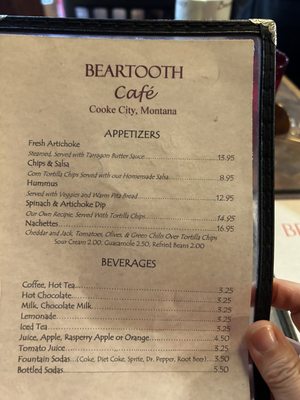 BEARTOOTH
Café
Cooke City, Montana
APPETIZERS
Fresh Artichoke
Steamed, Served with Tarragon Butter Sauce 13.95
Chips & Salsa
Corn Tortilla Chips Served with our Homemade Salsa 8.95
Hummus
Served with Veggies and Warm Pita Bread 12.95
Spinach & Artichoke Dip
Our Own Recipe, Served With Tortilla Chips 14.95
Nachettes 16.95
Cheddar and Jack, Tomatoes, Olives, & Green Chilis Over Tortilla Chips
Sour Cream 2.00, Guacamole 2.50, Refried Beans 2.00
BEVERAGES
Coffee, Hot Tea 3.25
Hot Chocolate 3.25
Milk, Chocolate Milk 3.25
Lemonade 3.25
Iced Tea 3.25
Juice, Apple, Rasperry Apple or Orange 4.50
Tomato Juice 3.25
Fountain Sodas (Coke, Diet Coke, Sprite, Dr. Pepper, Root Beer) 3.50
Bottled Sodas 5.50